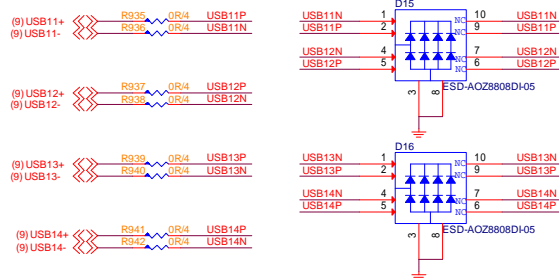 (9) USB11+ R935 0R/4 USB11P
(9) USB11- R936 0R/4 USB11N
(9) USB12+ R937 0R/4 USB12P
(9) USB12- R938 0R/4 USB12N
(9) USB13+ R939 0R/4 USB13P
(9) USB13- R940 0R/4 USB13N
(9) USB14+ R941 0R/4 USB14P
(9) USB14- R942 0R/4 USB14N
D15
USB11N 1 NC 10 USB11N
USB11P 2 9 USB11P
USB12N 4 7 USB12N
USB12P 5 NC 6 USB12P
3 8 ESD-AOZ8808DI-05
D16
USB13N 1 NC 10 USB13N
USB13P 2 9 USB13P
USB14N 4 7 USB14N
USB14P 5 NC 6 USB14P
3 8 ESD-AOZ8808DI-05